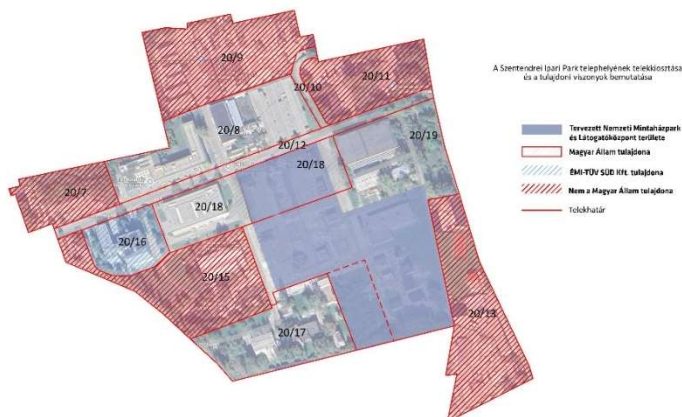 A Szentendrei Ipari Park telephelyének telekkiosztása
és a tulajdoni viszonyok bemutatása
Tervezett Nemzeti Mintaházpark
és Látogatóközpont területe
Magyar Állam tulajdona
ÉMI-TÜV SÜD Kft. tulajdona
Nem a Magyar Állam tulajdona
Telekhatár
20/9
20/10
20/11
20/8
20/12
20/19
20/18
20/7
20/18
20/16
20/15
20/13
20/17